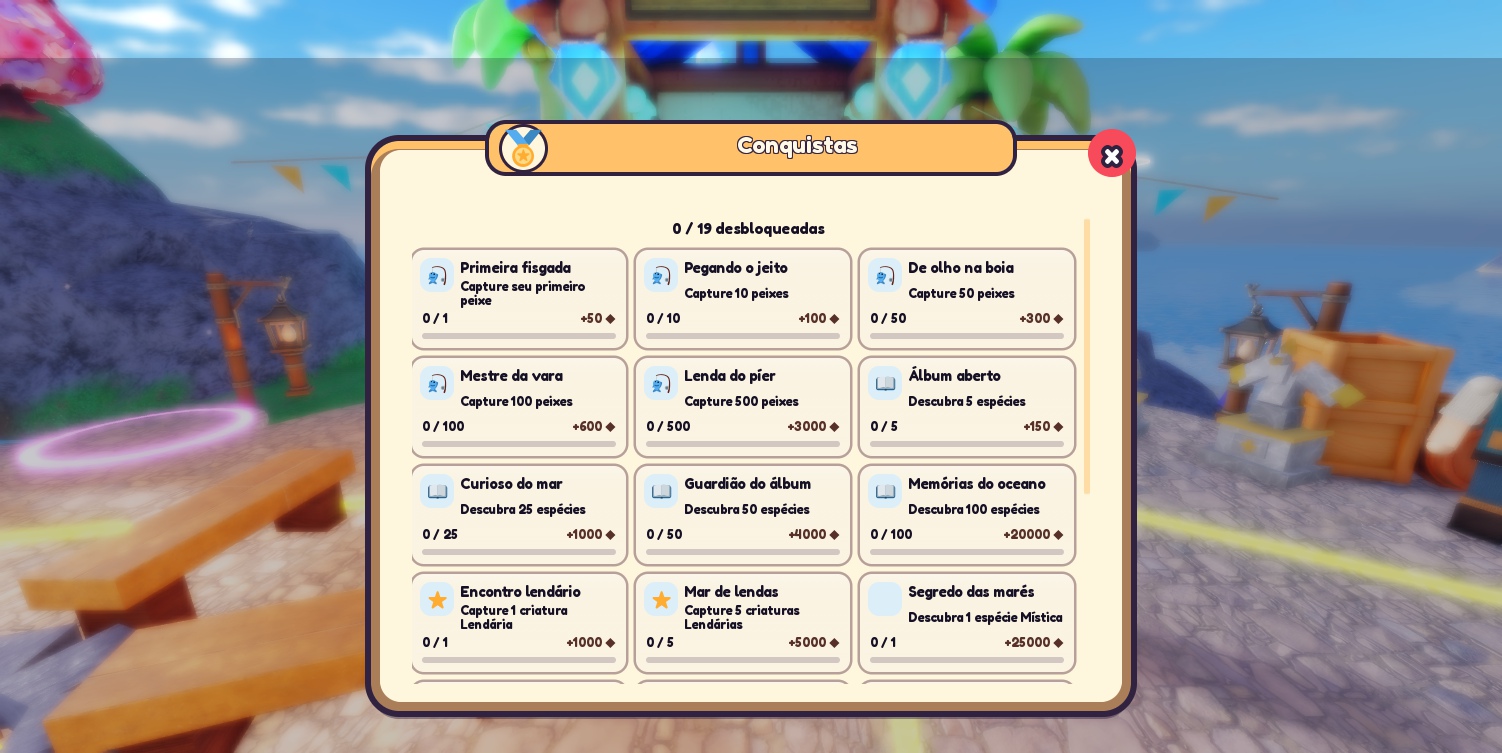 Conquistas
0 / 19 desbloqueadas
Primeira fisgada
Capture seu primeiro
peixe
0 / 1 +50
Pegando o jeito
Capture 10 peixes
0 / 10 +100
De olho na boia
Capture 50 peixes
0 / 50 +300
Mestre da vara
Capture 100 peixes
0 / 100 +600
Lenda do píer
Capture 500 peixes
0 / 500 +3000
Álbum aberto
Descubra 5 espécies
0 / 5 +150
Curioso do mar
Descubra 25 espécies
0 / 25 +1000
Guardião do álbum
Descubra 50 espécies
0 / 50 +4000
Memórias do oceano
Descubra 100 espécies
0 / 100 +20000
Encontro lendário
Capture 1 criatura
Lendária
0 / 1 +1000
Mar de lendas
Capture 5 criaturas
Lendárias
0 / 5 +5000
Segredo das marés
Descubra 1 espécie Mística
0 / 1 +25000